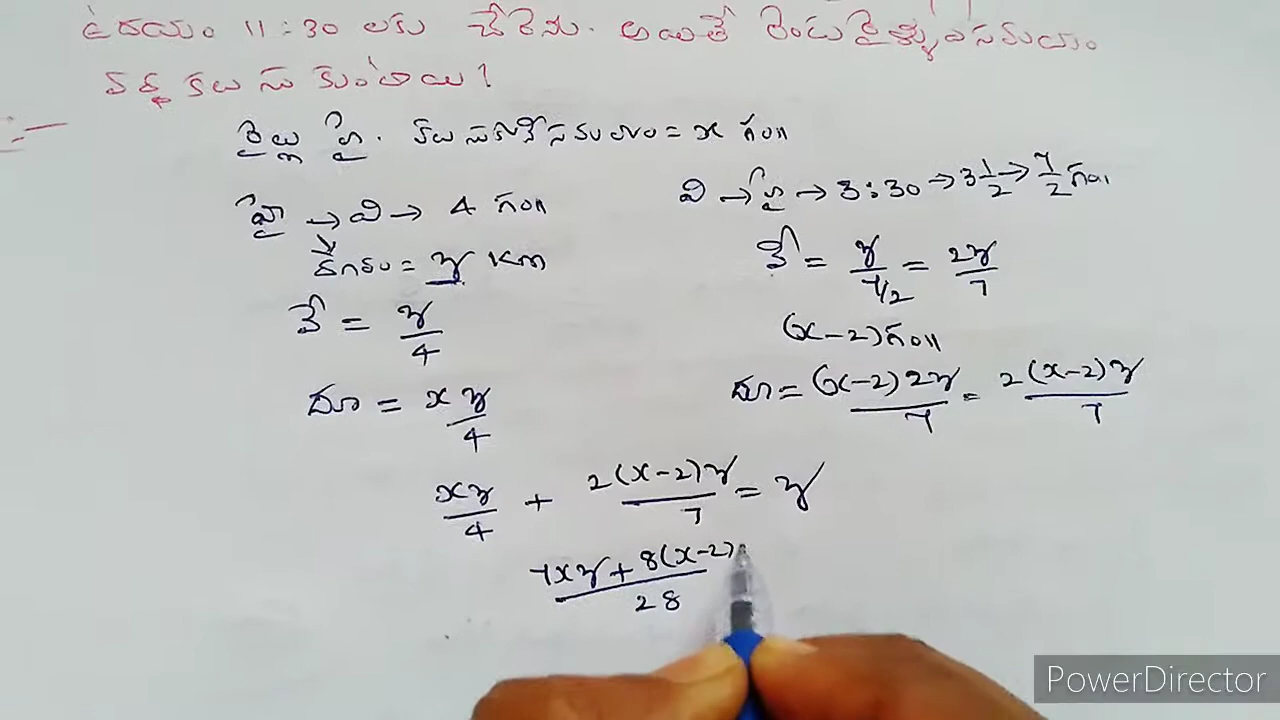 ఉదయం 11:30 లకు చేరెను. అయితే రెండు రైళ్ళు ఏ సమయం
వద్ద కలుసుకుంటాయి?
:-
రైల్లు హై. కలుసుకొనే సమయం = x గం॥
హై → వి → 4 గం॥
వి → హై → 3:30 → 3 1/2 → 7/2 గం॥
దూరం = y Km
వే = y/(7/2) = 2y/7
వే = y/4
(x-2) గం॥
దూ = xy/4
దూ = (x-2)2y/7 = 2(x-2)y/7
xy/4 + 2(x-2)y/7 = y
7xy + 8(x-2)/28
PowerDirector